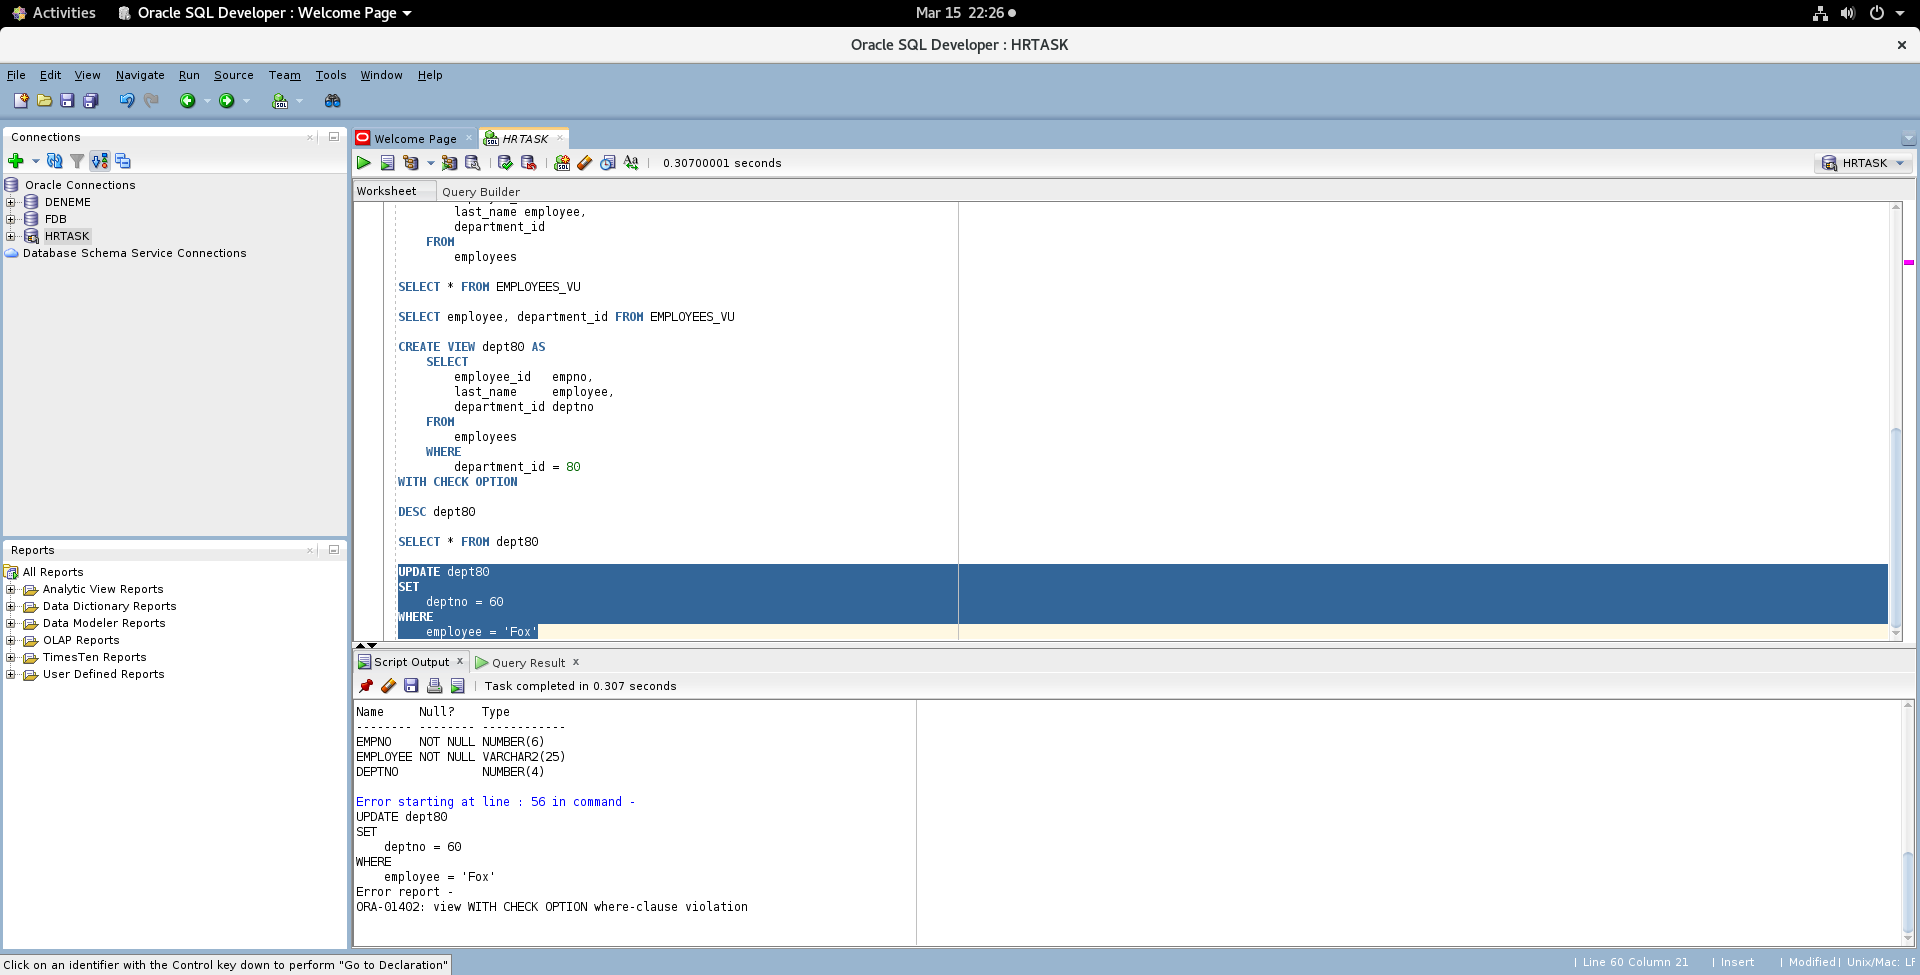 Activities
Oracle SQL Developer : Welcome Page
Mar 15 22:26
Oracle SQL Developer : HRTASK
File Edit View Navigate Run Source Team Tools Window Help
Connections
Oracle Connections
DENEME
FDB
HRTASK
Database Schema Service Connections
Reports
All Reports
Analytic View Reports
Data Dictionary Reports
Data Modeler Reports
OLAP Reports
TimesTen Reports
User Defined Reports
Welcome Page
HRTASK
0.30700001 seconds
HRTASK
Worksheet
Query Builder
last_name employee,
department_id
FROM
employees
SELECT * FROM EMPLOYEES_VU
SELECT employee, department_id FROM EMPLOYEES_VU
CREATE VIEW dept80 AS
SELECT
employee_id empno,
last_name employee,
department_id deptno
FROM
employees
WHERE
department_id = 80
WITH CHECK OPTION
DESC dept80
SELECT * FROM dept80
UPDATE dept80
SET
deptno = 60
WHERE
employee = 'Fox'
Script Output
Query Result
Task completed in 0.307 seconds
Name Null? Type
-------- -------- ------------
EMPNO NOT NULL NUMBER(6)
EMPLOYEE NOT NULL VARCHAR2(25)
DEPTNO NUMBER(4)
Error starting at line : 56 in command -
UPDATE dept80
SET
deptno = 60
WHERE
employee = 'Fox'
Error report -
ORA-01402: view WITH CHECK OPTION where-clause violation
Click on an identifier with the Control key down to perform "Go to Declaration"
Line 60 Column 21 | Insert | Modified | Unix/Mac: LF